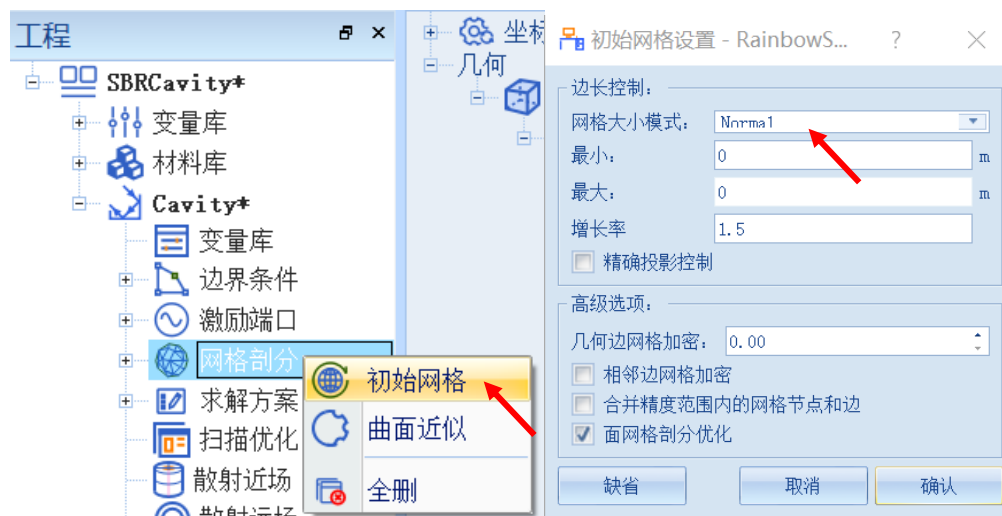 工程
SBRCavity*
变量库
材料库
Cavity*
变量库
边界条件
激励端口
网格剖分
求解方案
扫描优化
散射近场
散射远场
初始网格
曲面近似
全删
坐标
几何
初始网格设置 - RainbowS...
?
边长控制：
网格大小模式： Normal
最小： 0 m
最大： 0 m
增长率 1.5
精确投影控制
高级选项：
几何边网格加密： 0.00
相邻边网格加密
合并精度范围内的网格节点和边
面网格剖分优化
缺省 取消 确认